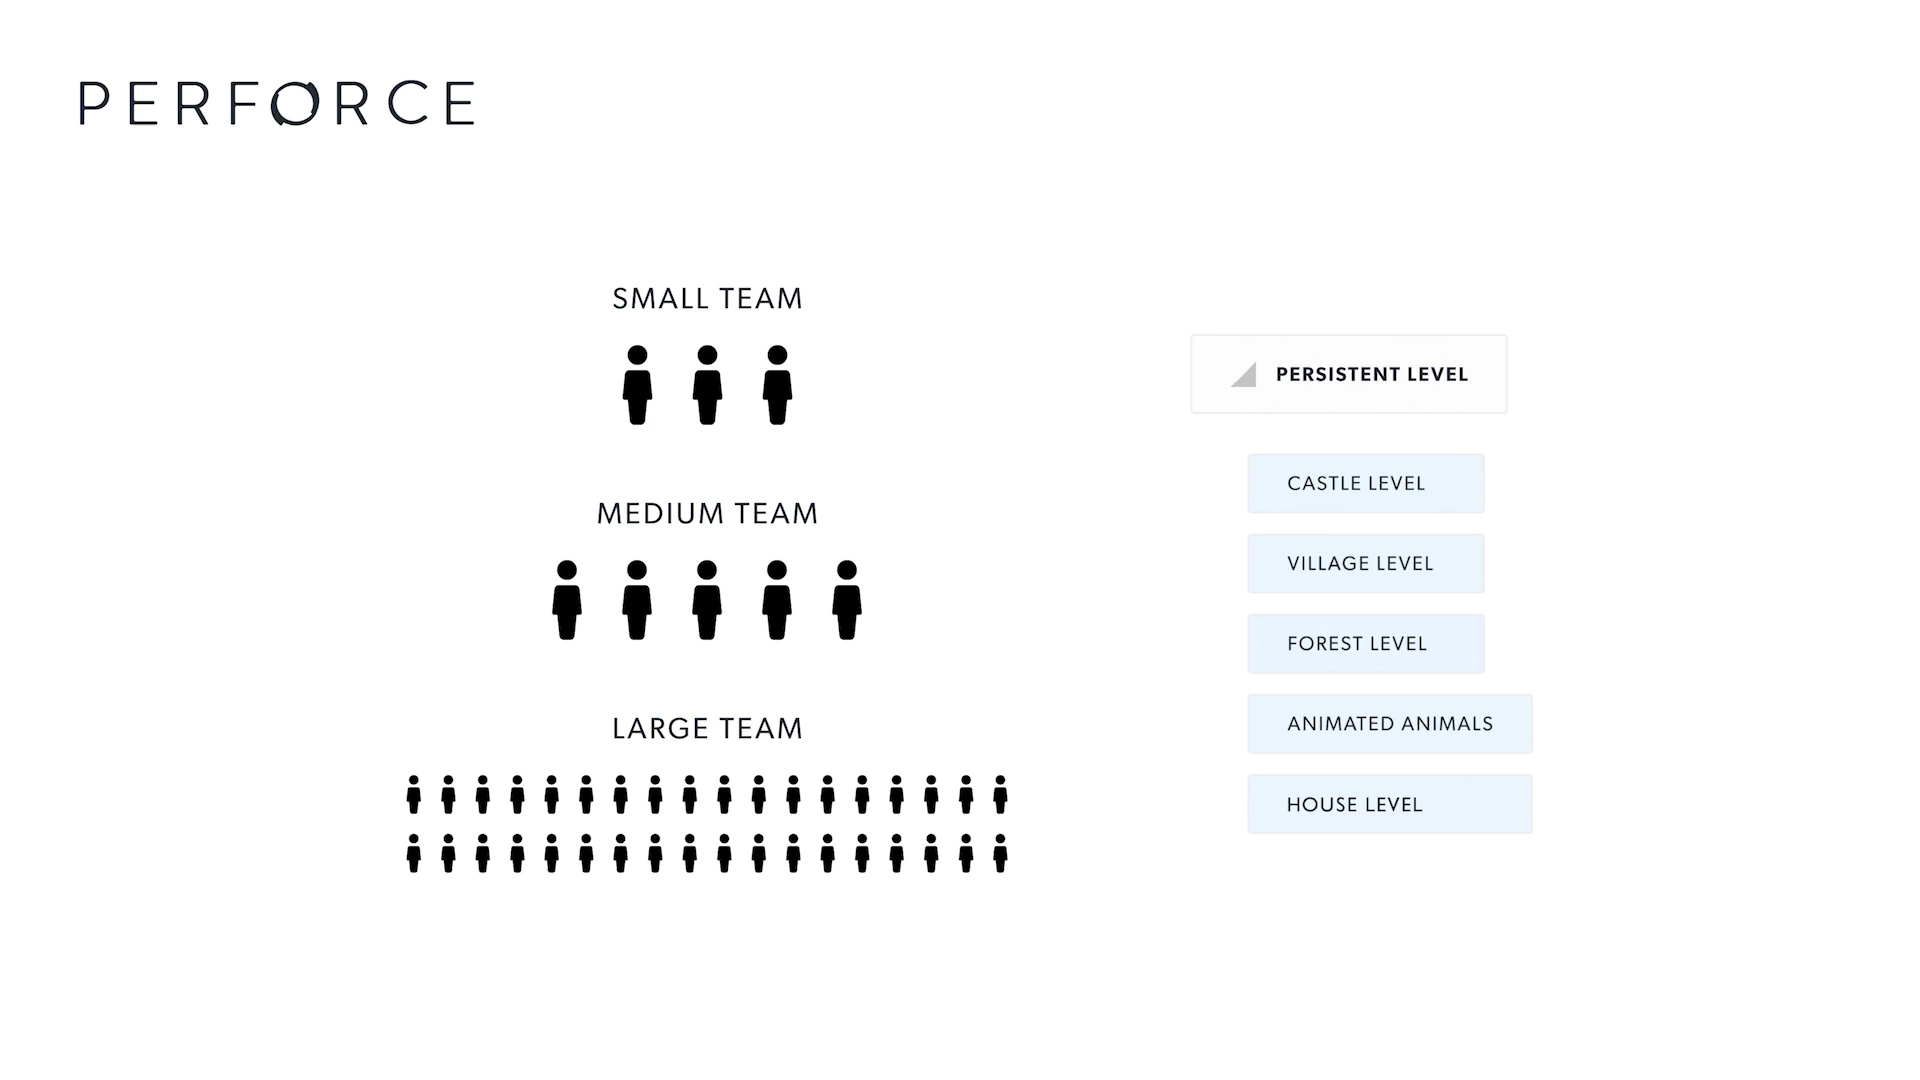 PERFORCE
SMALL TEAM
MEDIUM TEAM
LARGE TEAM
PERSISTENT LEVEL
CASTLE LEVEL
VILLAGE LEVEL
FOREST LEVEL
ANIMATED ANIMALS
HOUSE LEVEL